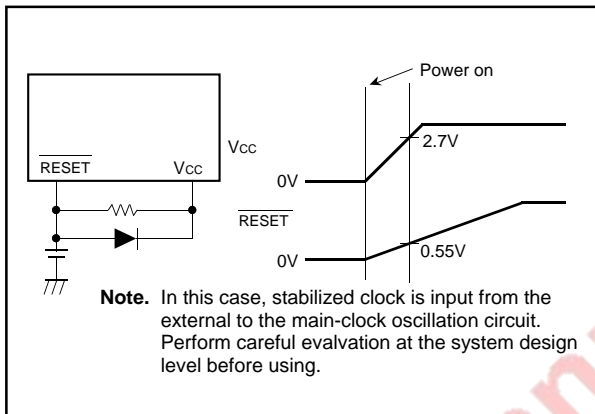 Power on
Vcc
2.7V
RESET
Vcc
0V
RESET
0V
0.55V
Note. In this case, stabilized clock is input from the
external to the main-clock oscillation circuit.
Perform careful evalvation at the system design
level before using.